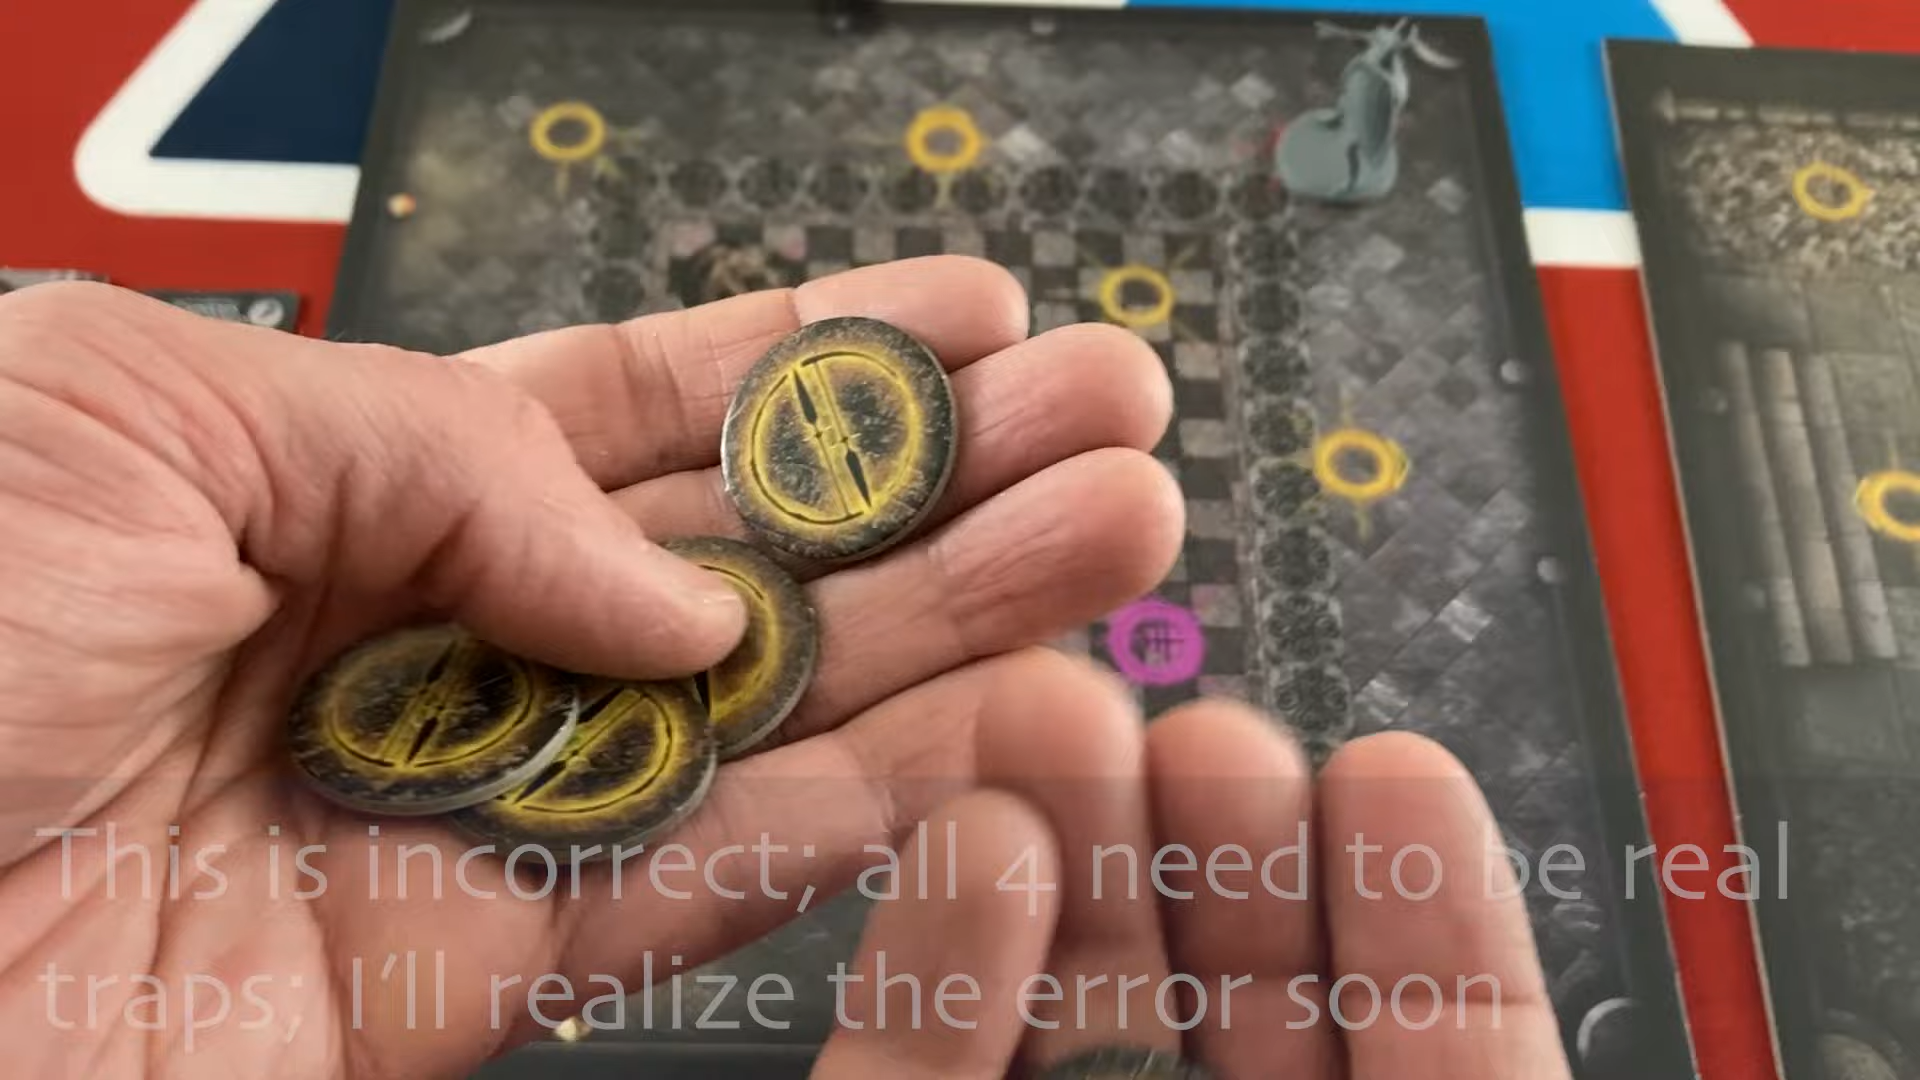 This is incorrect; all 4 need to be real
traps; I'll realize the error soon